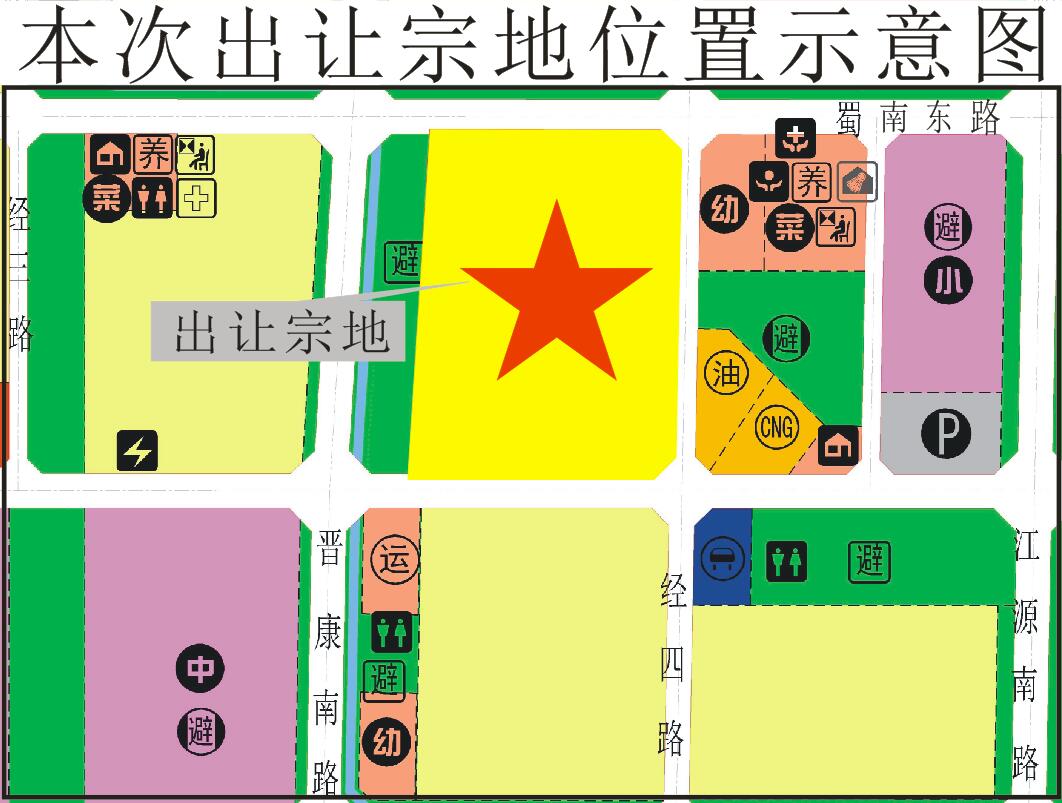 本次出让宗地位置示意图
蜀南东路
养
菜
经三路
避
出让宗地
幼
养
菜
避
小
避
油
CNG
P
中
避
晋康南路
运
避
幼
经四路
避
江源南路